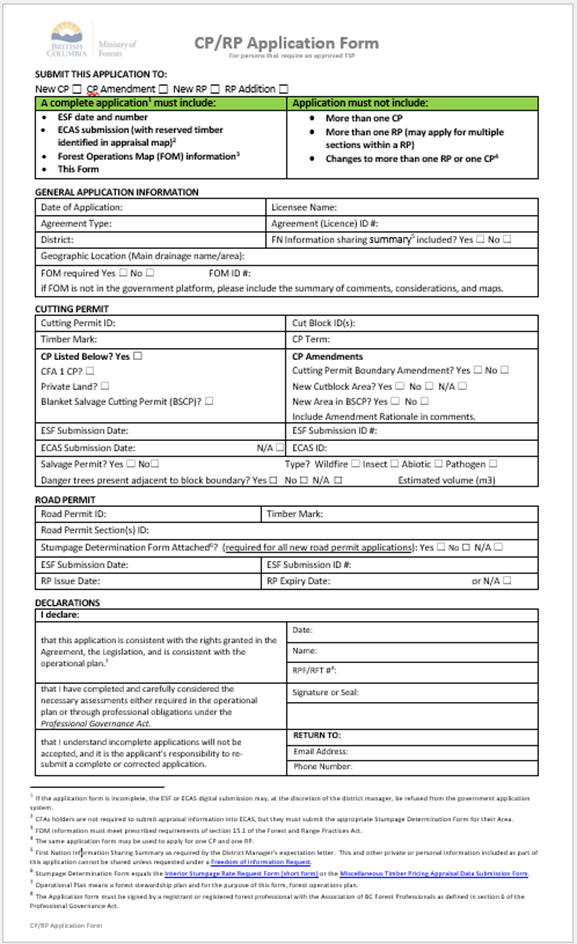 BRITISH
COLUMBIA
Ministry of
Forests
CP/RP Application Form
For persons that require an approved FSP
SUBMIT THIS APPLICATION TO:
New CP ☐ CP Amendment ☐ New RP ☐ RP Addition ☐
A complete application¹ must include:
• ESF date and number
• ECAS submission (with reserved timber
identified in appraisal map)²
• Forest Operations Map (FOM) information³
• This Form
Application must not include:
• More than one CP
• More than one RP (may apply for multiple
sections within a RP)
• Changes to more than one RP or one CP⁴
GENERAL APPLICATION INFORMATION
Date of Application: Licensee Name:
Agreement Type: Agreement (Licence) ID #:
District: FN Information sharing summary⁵ included? Yes ☐ No ☐
Geographic Location (Main drainage name/area):
FOM required Yes ☐ No ☐ FOM ID #:
if FOM is not in the government platform, please include the summary of comments, considerations, and maps.
CUTTING PERMIT
Cutting Permit ID: Cut Block ID(s):
Timber Mark: CP Term:
CP Listed Below? Yes ☐
CFA 1 CP? ☐
Private Land? ☐
Blanket Salvage Cutting Permit (BSCP)? ☐
CP Amendments
Cutting Permit Boundary Amendment? Yes ☐ No ☐
New Cutblock Area? Yes ☐ No ☐ N/A ☐
New Area in BSCP? Yes ☐ No ☐
Include Amendment Rationale in comments.
ESF Submission Date: ESF Submission ID #:
ECAS Submission Date: N/A ☐ ECAS ID:
Salvage Permit? Yes ☐ No☐ Type? Wildfire ☐ Insect ☐ Abiotic ☐ Pathogen ☐
Danger trees present adjacent to block boundary? Yes ☐ No ☐ N/A ☐ Estimated volume (m3)
ROAD PERMIT
Road Permit ID: Timber Mark:
Road Permit Section(s) ID:
Stumpage Determination Form Attached⁶? (required for all new road permit applications): Yes ☐ No ☐ N/A ☐
ESF Submission Date: ESF Submission ID #:
RP Issue Date: RP Expiry Date: or N/A ☐
DECLARATIONS
I declare:
that this application is consistent with the rights granted in the
Agreement, the Legislation, and is consistent with the
operational plan.⁷
Date:
Name:
RPF/RFT #⁸:
that I have completed and carefully considered the
necessary assessments either required in the operational
plan or through professional obligations under the
Professional Governance Act.
Signature or Seal:
that I understand incomplete applications will not be
accepted, and it is the applicant's responsibility to re-
submit a complete or corrected application.
RETURN TO:
Email Address:
Phone Number:
¹ If the application form is incomplete, the ESF or ECAS digital submission may, at the discretion of the district manager, be refused from the government application
system.
² CFAs holders are not required to submit appraisal information into ECAS, but they must submit the appropriate Stumpage Determination Form for their Area.
³ FOM information must meet prescribed requirements of section 15.1 of the Forest and Range Practices Act.
⁴ The same application form may be used to apply for one CP and one RP.
⁵ First Nation Information Sharing Summary as required by the District Manager's expectation letter. This and other private or personal information included as part of
this application cannot be shared unless requested under a Freedom of Information Request.
⁶ Stumpage Determination Form equals the Interior Stumpage Rate Request Form (short form) or the Miscellaneous Timber Pricing Appraisal Data Submission Form.
⁷ Operational Plan means a forest stewardship plan and for the purpose of this form, forest operations plan.
⁸ The Application form must be signed by a registrant or registered forest professional with the Association of BC Forest Professionals as defined in section 6 of the
Professional Governance Act.
CP/RP Application Form